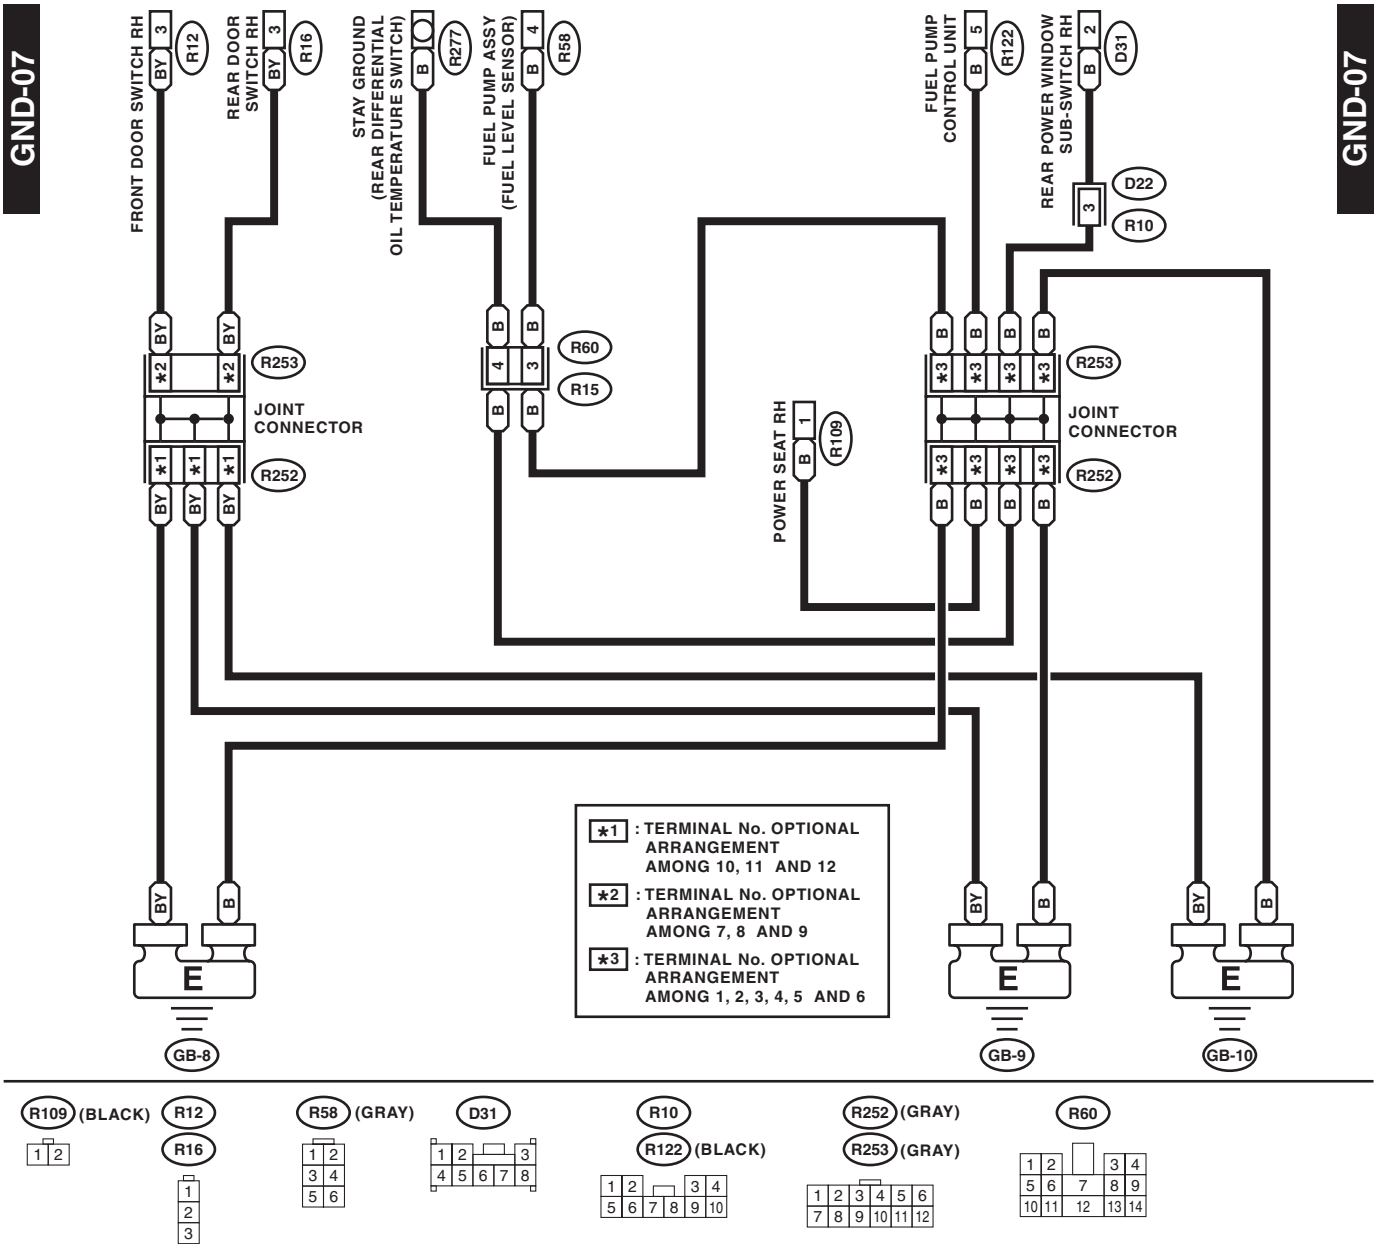 GND-07
GND-07
FRONT DOOR SWITCH RH
3
BY
R12
REAR DOOR
SWITCH RH
3
BY
R16
STAY GROUND
(REAR DIFFERENTIAL
OIL TEMPERATURE SWITCH)
B
R277
FUEL PUMP ASSY
(FUEL LEVEL SENSOR)
4
B
R58
FUEL PUMP
CONTROL UNIT
5
B
R122
REAR POWER WINDOW
SUB-SWITCH RH
2
B
D31
3
D22
R10
BY
BY
*2
*2
R253
JOINT
CONNECTOR
*1
*1
*1
R252
BY
BY
BY
B
B
4
3
R60
R15
B
B
POWER SEAT RH
1
B
R109
B
B
B
B
*3
*3
*3
*3
R253
JOINT
CONNECTOR
*3
*3
*3
*3
R252
B
B
B
B
*1 : TERMINAL No. OPTIONAL
ARRANGEMENT
AMONG 10, 11 AND 12
*2 : TERMINAL No. OPTIONAL
ARRANGEMENT
AMONG 7, 8 AND 9
*3 : TERMINAL No. OPTIONAL
ARRANGEMENT
AMONG 1, 2, 3, 4, 5 AND 6
BY
B
E
GB-8
BY
B
E
GB-9
BY
B
E
GB-10
R109 (BLACK)
1 2
R12
R16
1
2
3
R58 (GRAY)
1 2
3 4
5 6
D31
1 2 3
4 5 6 7 8
R10
R122 (BLACK)
1 2 3 4
5 6 7 8 9 10
R252 (GRAY)
R253 (GRAY)
1 2 3 4 5 6
7 8 9 10 11 12
R60
1 2 3 4
5 6 7 8 9
10 11 12 13 14